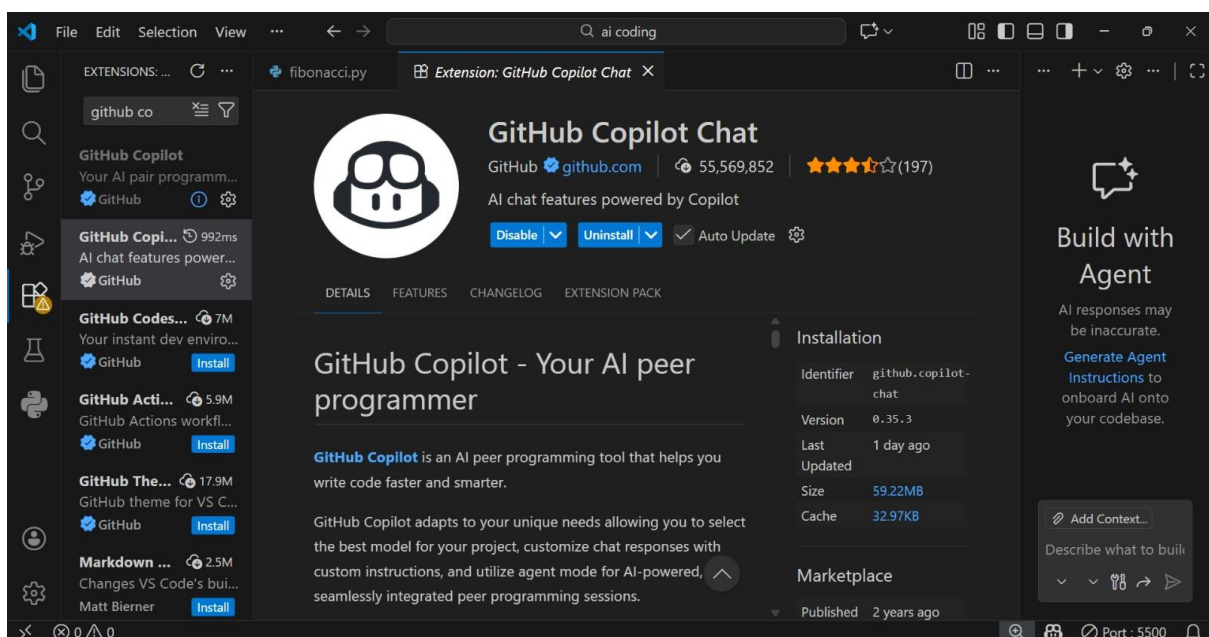 File Edit Selection View ... ai coding
EXTENSIONS: ... ...
github co
GitHub Copilot
Your AI pair programm...
GitHub
GitHub Copi... 992ms
AI chat features power...
GitHub
GitHub Codes... 7M
Your instant dev enviro...
GitHub Install
GitHub Acti... 5.9M
GitHub Actions workfl...
GitHub Install
GitHub The... 17.9M
GitHub theme for VS C...
GitHub Install
Markdown ... 2.5M
Changes VS Code's bui...
Matt Bierner Install
fibonacci.py Extension: GitHub Copilot Chat ...
GitHub Copilot Chat
GitHub github.com 55,569,852 (197)
AI chat features powered by Copilot
Disable Uninstall Auto Update
DETAILS FEATURES CHANGELOG EXTENSION PACK
GitHub Copilot - Your AI peer
programmer
GitHub Copilot is an AI peer programming tool that helps you
write code faster and smarter.
GitHub Copilot adapts to your unique needs allowing you to select
the best model for your project, customize chat responses with
custom instructions, and utilize agent mode for AI-powered,
seamlessly integrated peer programming sessions.
Installation
Identifier github.copilot-
chat
Version 0.35.3
Last 1 day ago
Updated
Size 59.22MB
Cache 32.97KB
Marketplace
Published 2 years ago
... ...
Build with
Agent
AI responses may
be inaccurate.
Generate Agent
Instructions to
onboard AI onto
your codebase.
Add Context...
Describe what to buil
0 0 Port : 5500